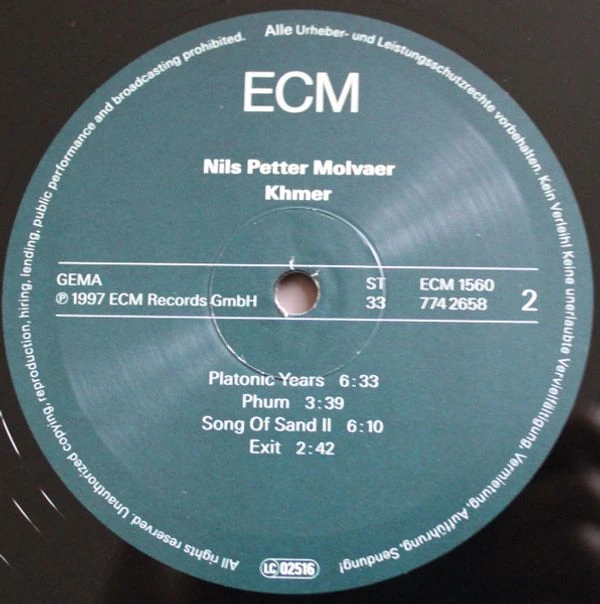 ECM
Nils Petter Molvaer
Khmer
GEMA
℗ 1997 ECM Records GmbH
ST
33
ECM 1560
774 2658
2
Platonic Years 6:33
Phum 3:39
Song Of Sand II 6:10
Exit 2:42
LC 02516
Alle Urheber- und Leistungsschutzrechte vorbehalten. Kein Verleih! Keine unerlaubte Vervielfältigung, Vermietung, Aufführung, Sendung!
All rights reserved. Unauthorized copying, reproduction, hiring, lending, public performance and broadcasting prohibited.